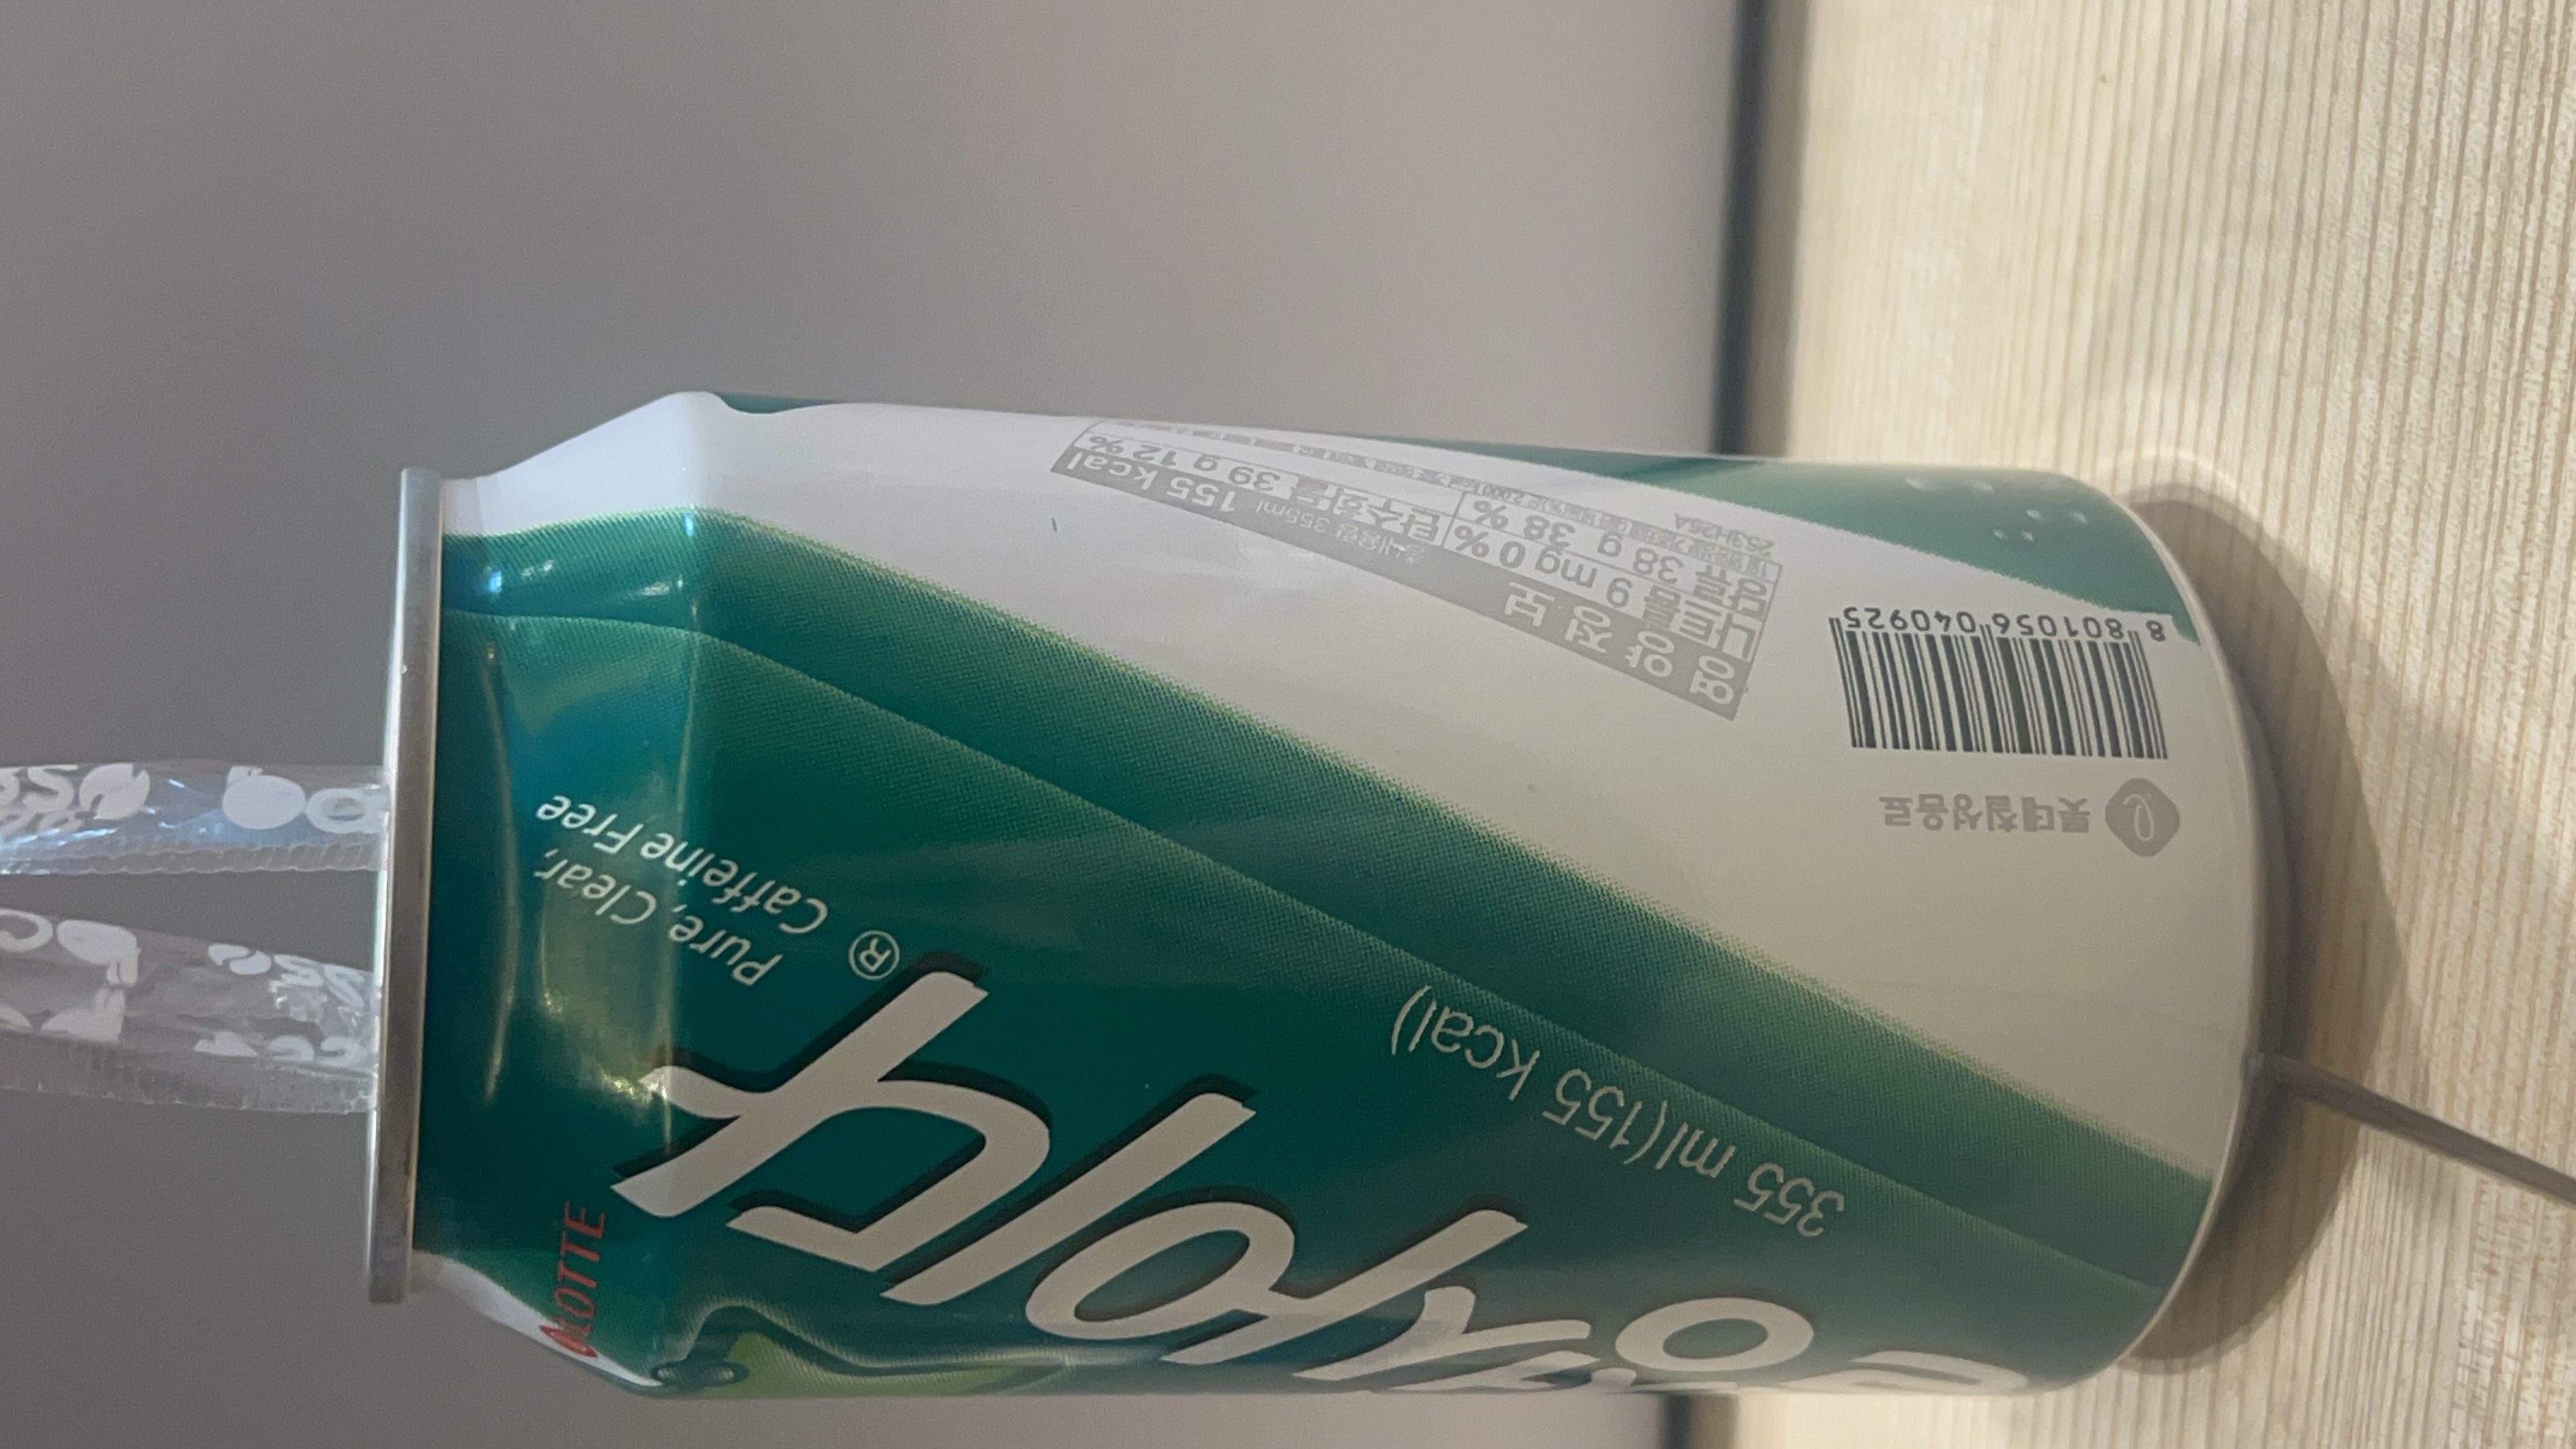 LOTTE
칠성사이다
®
Pure, Clear,
Caffeine Free
355 ml(155 kcal)
영양정보 총내용량 355ml 155 kcal
나트륨 9 mg 0 % 탄수화물 39 g 12 %
당류 38 g 38 %
롯데칠성음료
8 801056 040925